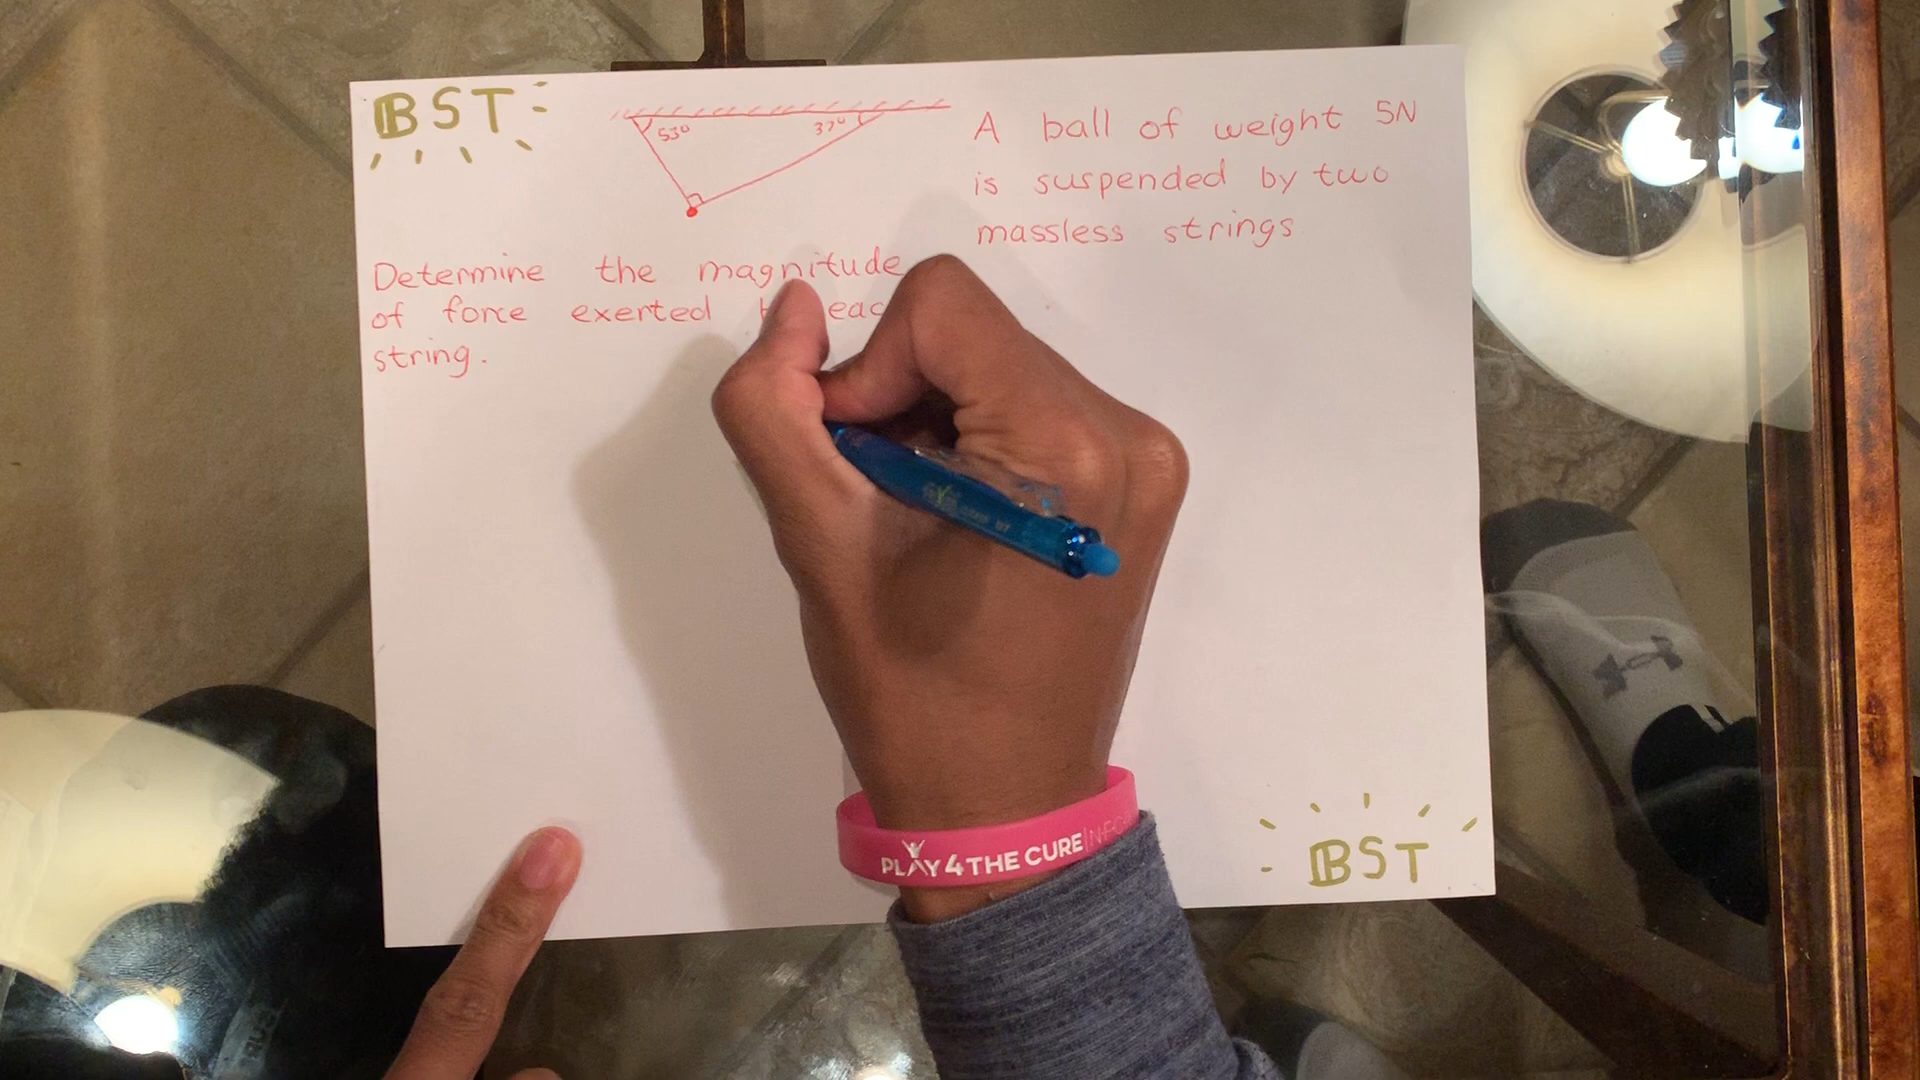 BST
53°
37°
A ball of weight 5N
is suspended by two
massless strings
Determine the magnitude
of force exerted eac
string.
PLAY 4 THE CURE
BST